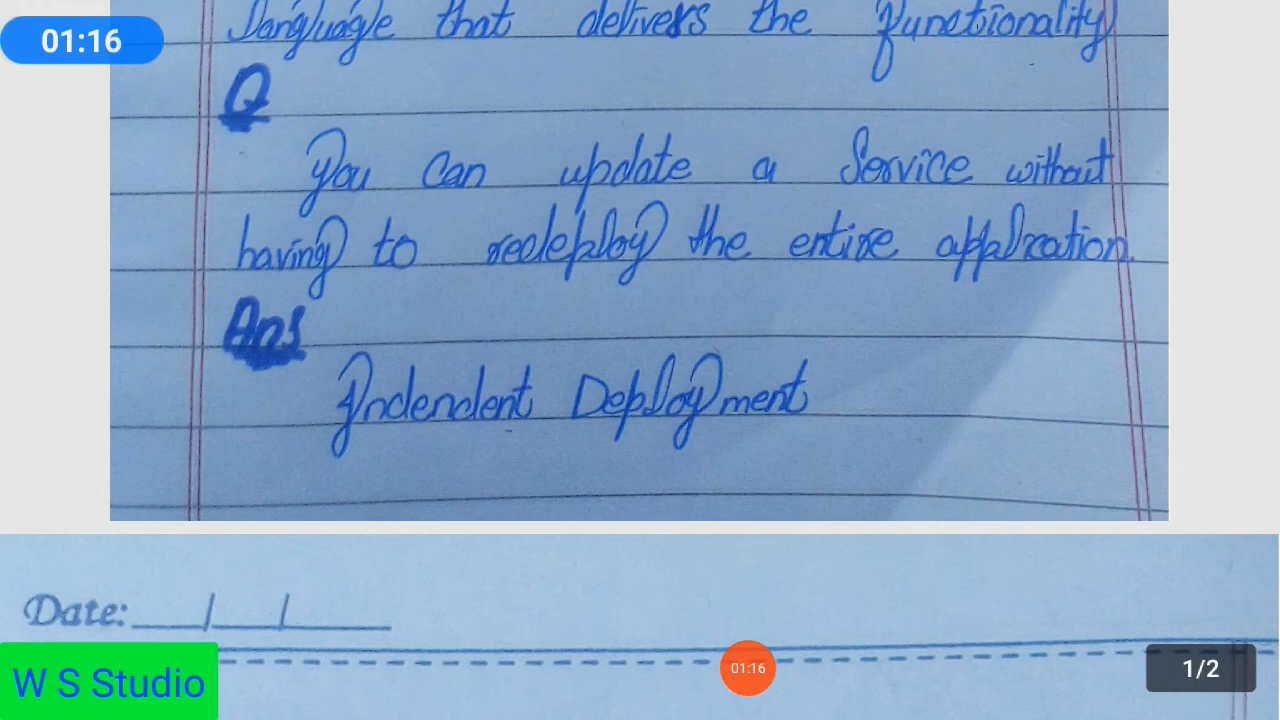 01:16
Language that delivers the functionality
Q
You can update a Service without
having to redeploy the entire application.
Ans
Indendent Deployment
Date:
W S Studio
01:16
1/2